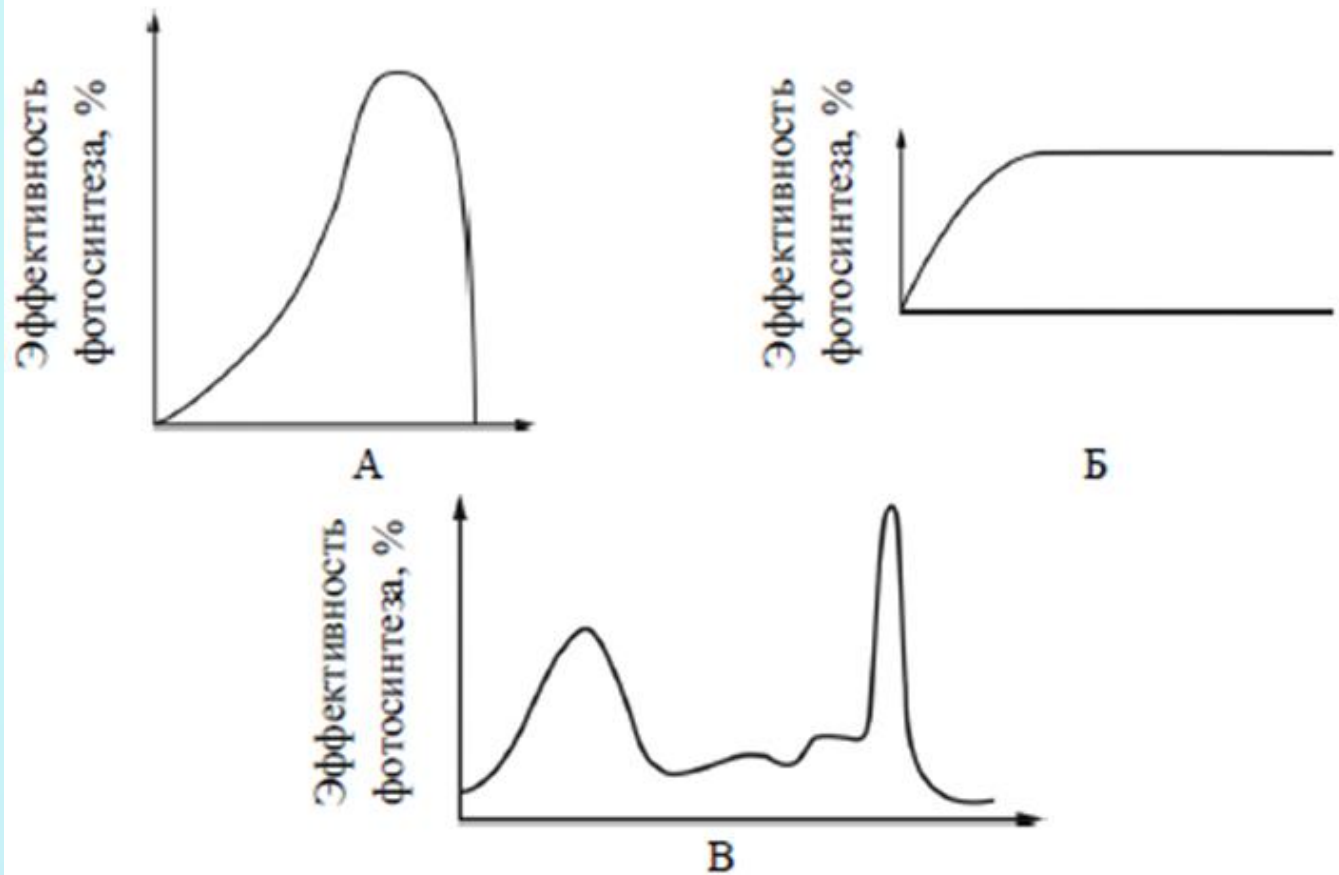 Эффективность
фотосинтеза, %
А
Эффективность
фотосинтеза, %
Б
Эффективность
фотосинтеза, %
В